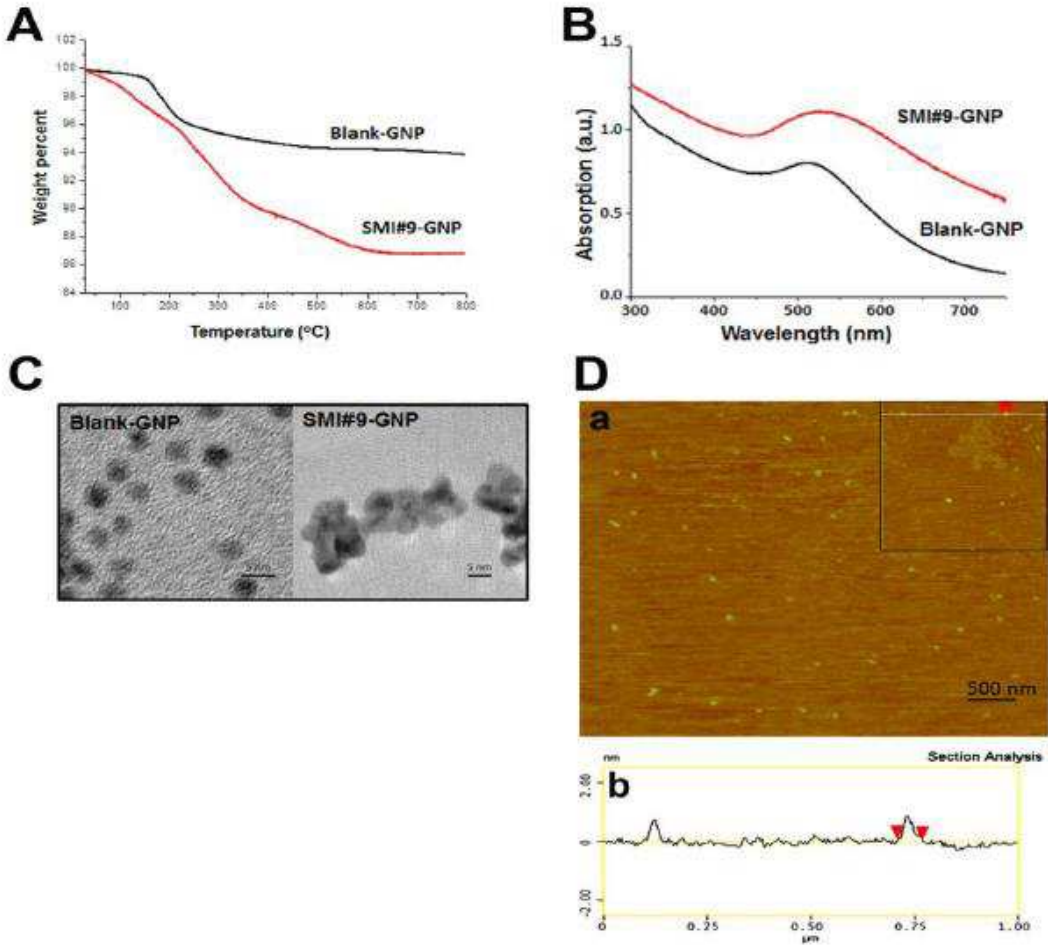 A
102
100
98
96
94
92
90
88
86
84
Weight percent
Blank-GNP
SMI#9-GNP
100 200 300 400 500 600 700 800
Temperature (°C)
B
1.5
1.0
0.5
0.0
Absorption (a.u.)
SMI#9-GNP
Blank-GNP
300 400 500 600 700
Wavelength (nm)
C
Blank-GNP
SMI#9-GNP
5 nm
5 nm
D
a
500 nm
nm
Section Analysis
b
2.00
0
-2.00
0 0.25 0.50 0.75 1.00
µm